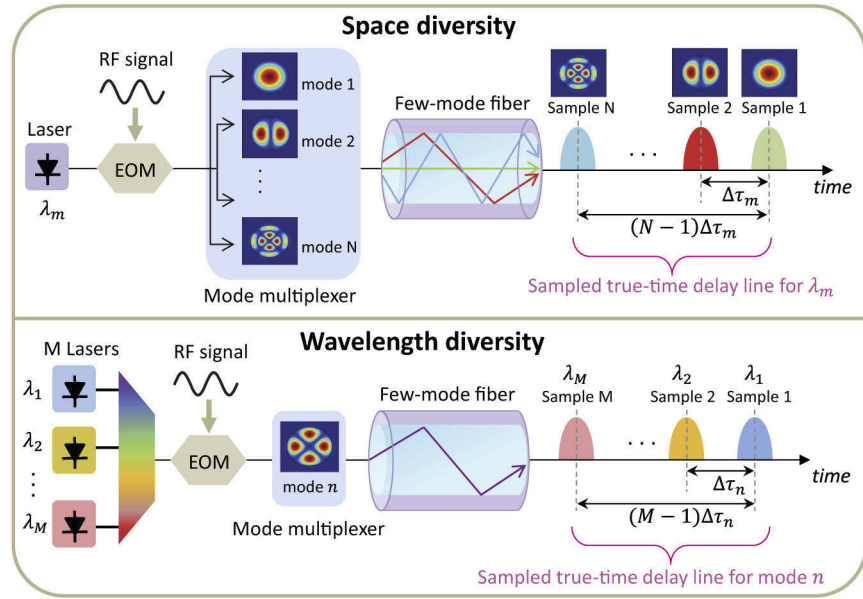 Space diversity
RF signal
Laser
EOM
λm
mode 1
mode 2
⋮
mode N
Mode multiplexer
Few-mode fiber
Sample N
Sample 2
Sample 1
. . .
time
Δτm
(N − 1)Δτm
Sampled true-time delay line for λm
Wavelength diversity
M Lasers
RF signal
λ1
λ2
⋮
λM
EOM
mode n
Mode multiplexer
Few-mode fiber
λM
Sample M
λ2
Sample 2
λ1
Sample 1
. . .
time
Δτn
(M − 1)Δτn
Sampled true-time delay line for mode n